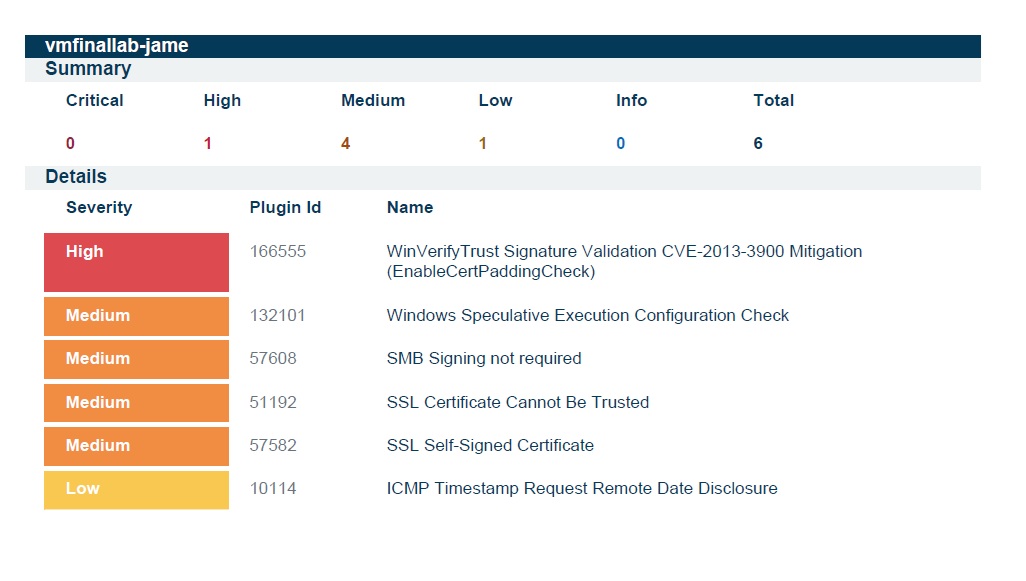 vmfinallab-jame
Summary
Critical High Medium Low Info Total
0 1 4 1 0 6
Details
Severity Plugin Id Name
High 166555 WinVerifyTrust Signature Validation CVE-2013-3900 Mitigation
(EnableCertPaddingCheck)
Medium 132101 Windows Speculative Execution Configuration Check
Medium 57608 SMB Signing not required
Medium 51192 SSL Certificate Cannot Be Trusted
Medium 57582 SSL Self-Signed Certificate
Low 10114 ICMP Timestamp Request Remote Date Disclosure